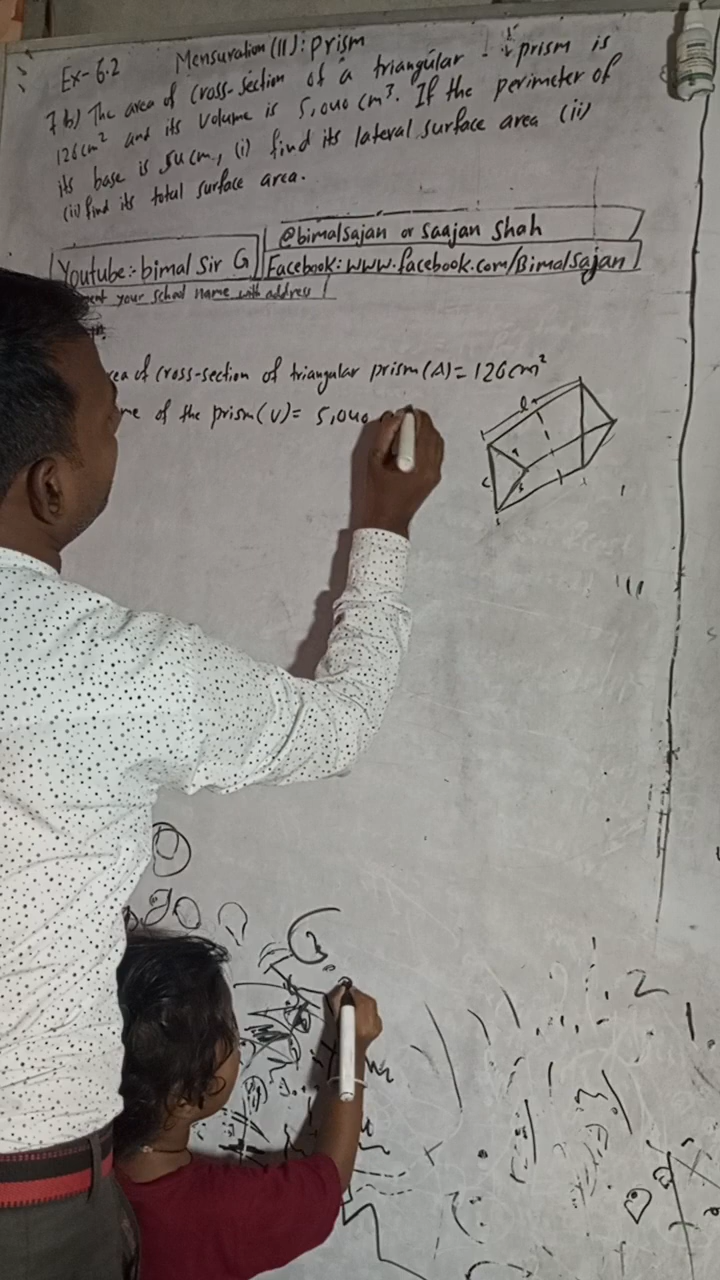 Ex-6.2 Mensuration (II): prism
7 b) The area of cross-section of a triangular prism is
126cm² and its volume is 5,040 cm³. If the perimeter of
its base is 54 cm, (i) find its lateral surface area (ii)
(ii) find its total surface area.
@bimalsajan or Saajan Shah
Youtube:- bimal Sir G
Facebook: www.facebook.com/Bimalsajan
your school name with address
of cross-section of triangular prism (A) = 126cm²
of the prism (V) = 5,040
l
c